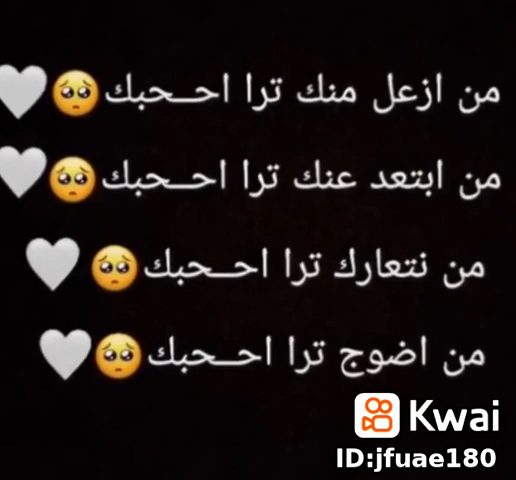 من ازعل منك ترا احـــحبك🥺🤍
من ابتعد عنك ترا احـــحبك🥺🤍
من نتعارك ترا احـــحبك🥺🤍
من اضوج ترا احـــحبك🥺🤍
Kwai
ID:jfuae180